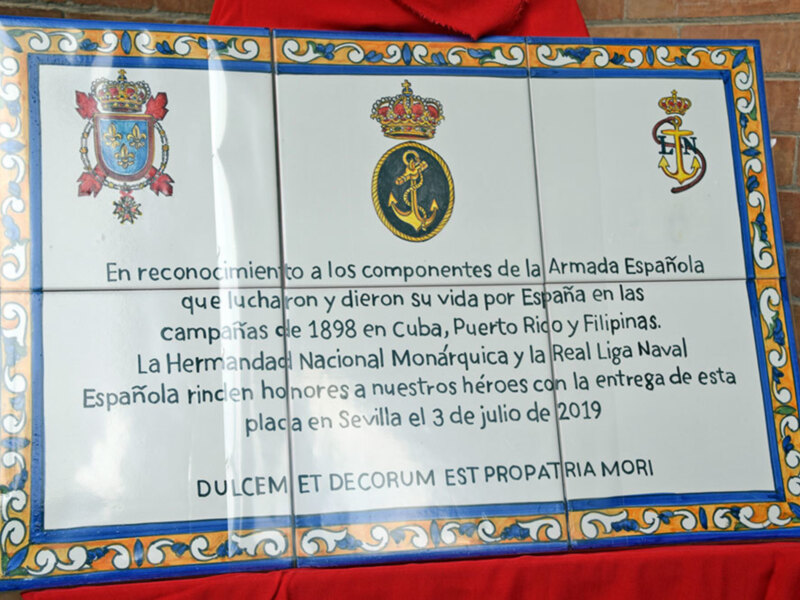 L N
En reconocimiento a los componentes de la Armada Española
que lucharon y dieron su vida por España en las
campañas de 1898 en Cuba, Puerto Rico y Filipinas.
La Hermandad Nacional Monárquica y la Real Liga Naval
Española rinden honores a nuestros héroes con la entrega de esta
placa en Sevilla el 3 de julio de 2019
DULCEM ET DECORUM EST PROPATRIA MORI